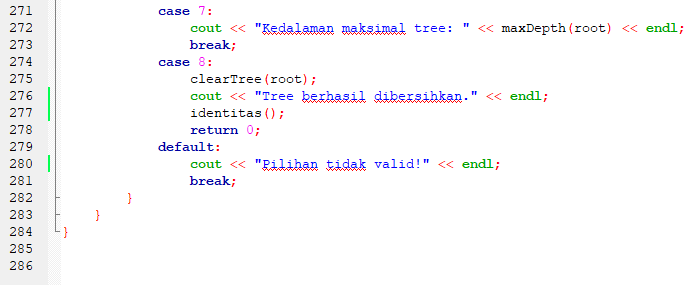 271 case 7:
272 cout << "Kedalaman maksimal tree: " << maxDepth(root) << endl;
273 break;
274 case 8:
275 clearTree(root);
276 cout << "Tree berhasil dibersihkan." << endl;
277 identitas();
278 return 0;
279 default:
280 cout << "Pilihan tidak valid!" << endl;
281 break;
282 }
283 }
284 }
285
286